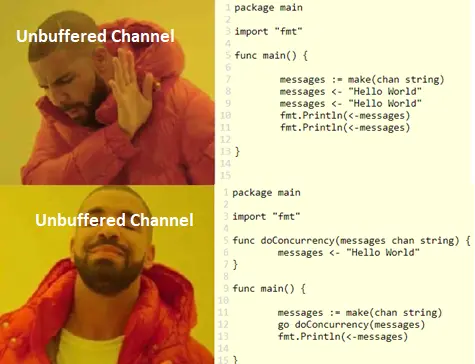 Unbuffered Channel
1 package main
2
3 import "fmt"
4
5 func main() {
6
7 messages := make(chan string)
8 messages <- "Hello World"
9 messages <- "Hello World"
10 fmt.Println(<-messages)
11 fmt.Println(<-messages)
12
13 }
14
15
Unbuffered Channel
1 package main
2
3 import "fmt"
4
5 func doConcurrency(messages chan string) {
6 messages <- "Hello World"
7 }
8
9 func main() {
10
11 messages := make(chan string)
12 go doConcurrency(messages)
13 fmt.Println(<-messages)
14
15 }